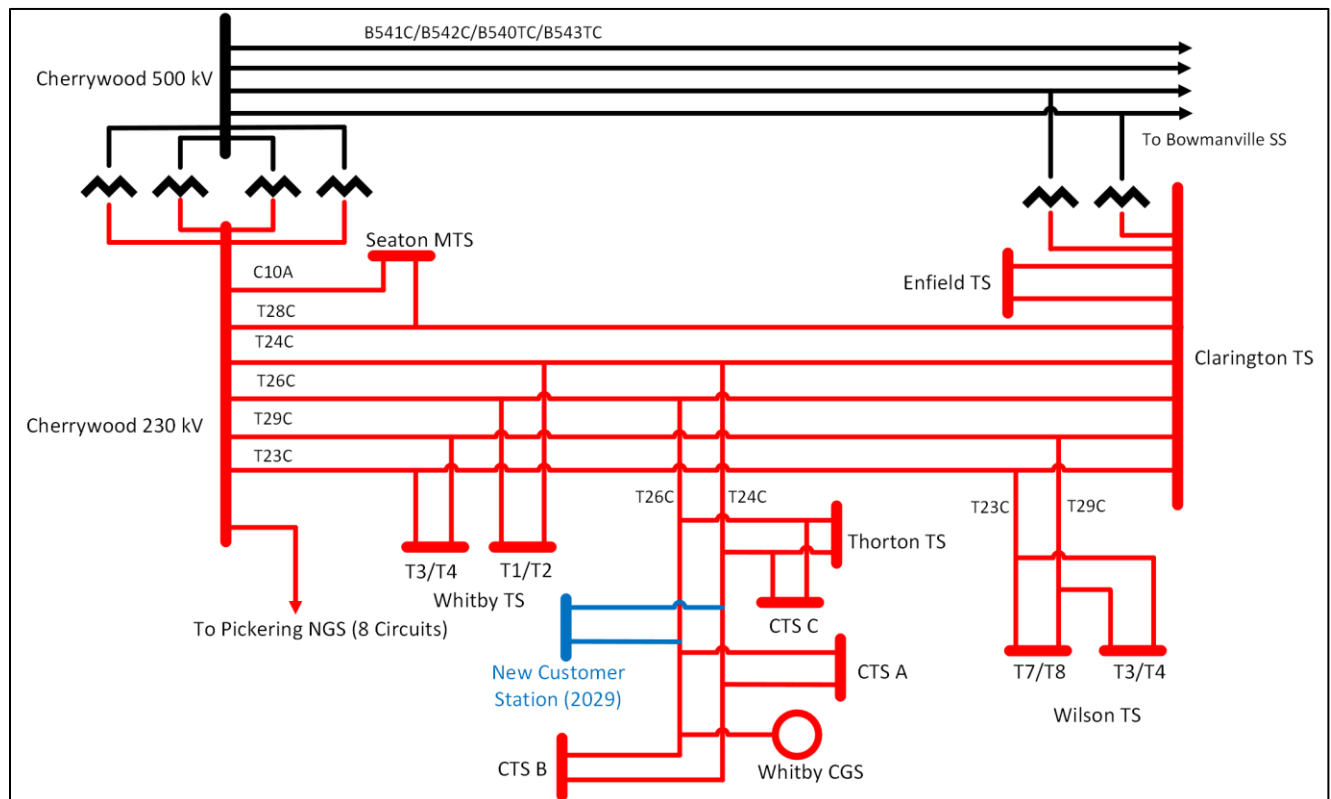 B541C/B542C/B540TC/B543TC
Cherrywood 500 kV
To Bowmanville SS
Seaton MTS
C10A
Enfield TS
T28C
T24C
Clarington TS
T26C
T29C
Cherrywood 230 kV
T23C
T26C
T24C
T23C
T29C
Thorton TS
T3/T4
T1/T2
Whitby TS
To Pickering NGS (8 Circuits)
CTS C
New Customer
Station (2029)
CTS A
T7/T8
T3/T4
Wilson TS
CTS B
Whitby CGS